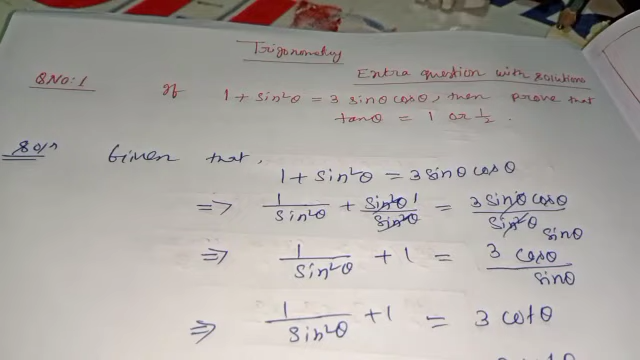 Trigonometry
Extra question with solutions
QNO:1 If 1 + sin²θ = 3 sinθ cosθ, then prove that
tanθ = 1 or 1/2.
Solⁿ Given that,
1 + sin²θ = 3 sinθ cosθ
=> 1/sin²θ + sin²θ 1/sin²θ = 3 sinθ cosθ/sin²θ sinθ
=> 1/sin²θ + 1 = 3 cosθ/sinθ
=> 1/sin²θ + 1 = 3 cotθ